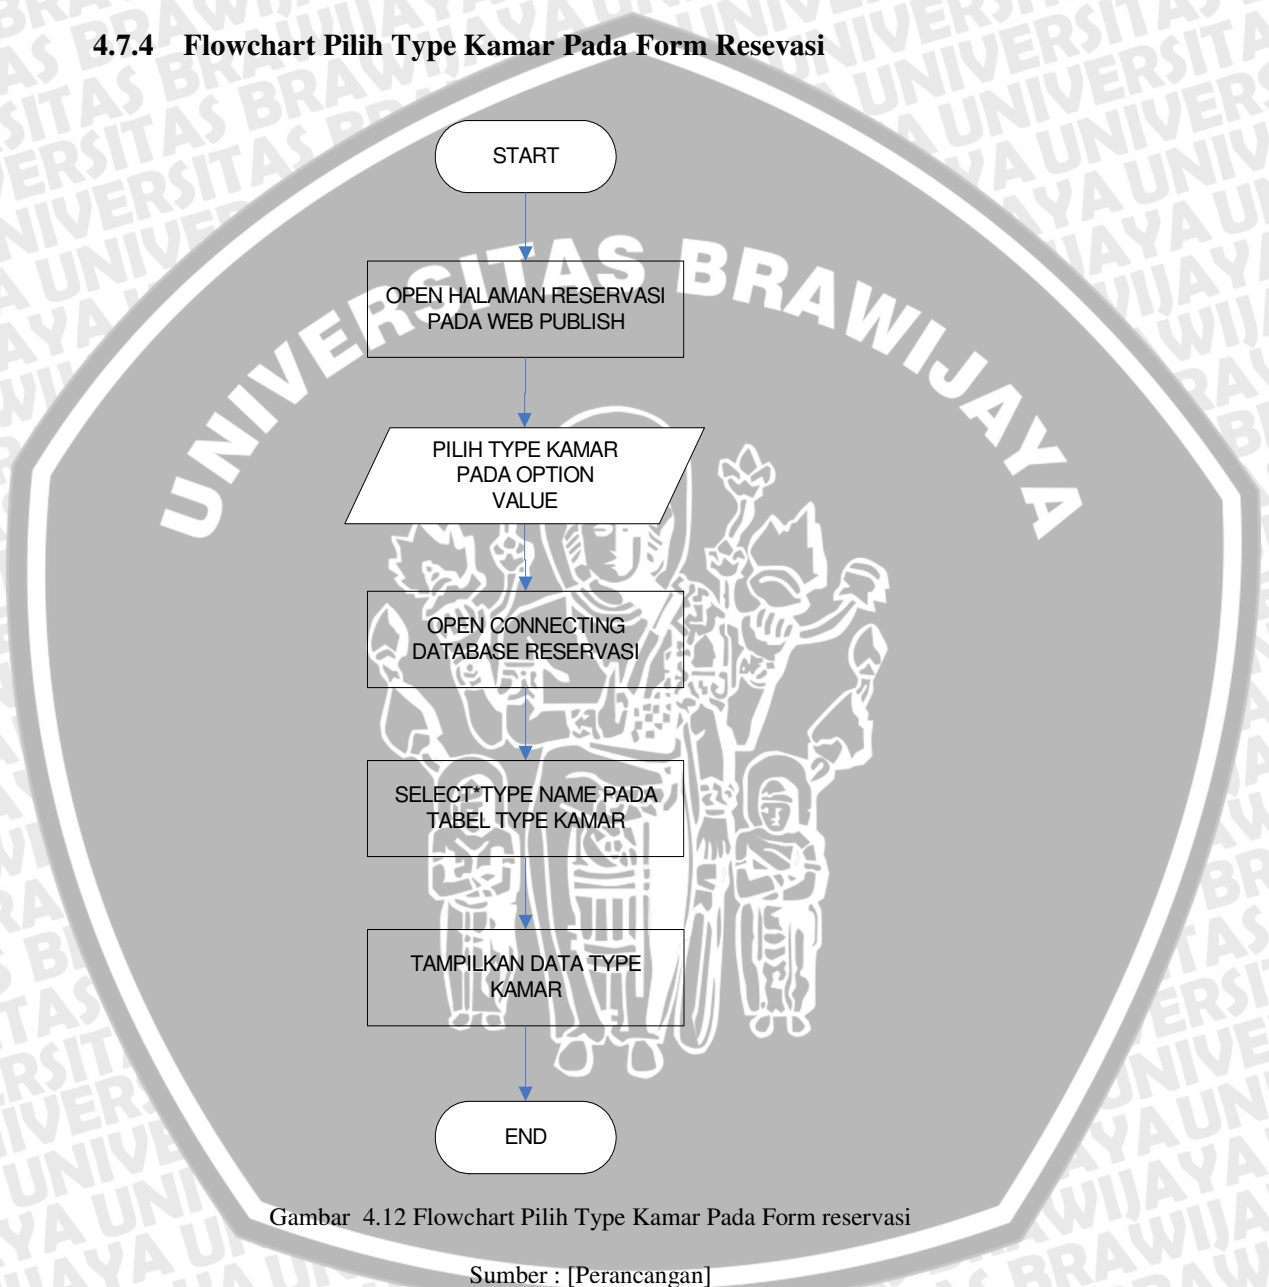 4.7.4 Flowchart Pilih Type Kamar Pada Form Resevasi
START
UNIVERSITAS BRAWIJAYA
OPEN HALAMAN RESERVASI
PADA WEB PUBLISH
PILIH TYPE KAMAR
PADA OPTION
VALUE
OPEN CONNECTING
DATABASE RESERVASI
SELECT*TYPE NAME PADA
TABEL TYPE KAMAR
TAMPILKAN DATA TYPE
KAMAR
END
Gambar 4.12 Flowchart Pilih Type Kamar Pada Form reservasi
Sumber : [Perancangan]